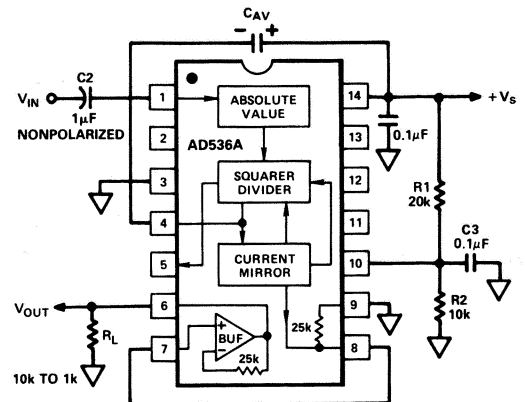 CAV
− +
VIN
C2
1µF
NONPOLARIZED
1
2
3
4
5
6
7
AD536A
ABSOLUTE
VALUE
SQUARER
DIVIDER
CURRENT
MIRROR
BUF
+
−
25k
25k
14
13
12
11
10
9
8
+VS
0.1µF
R1
20k
C3
0.1µF
R2
10k
VOUT
RL
10k TO 1k